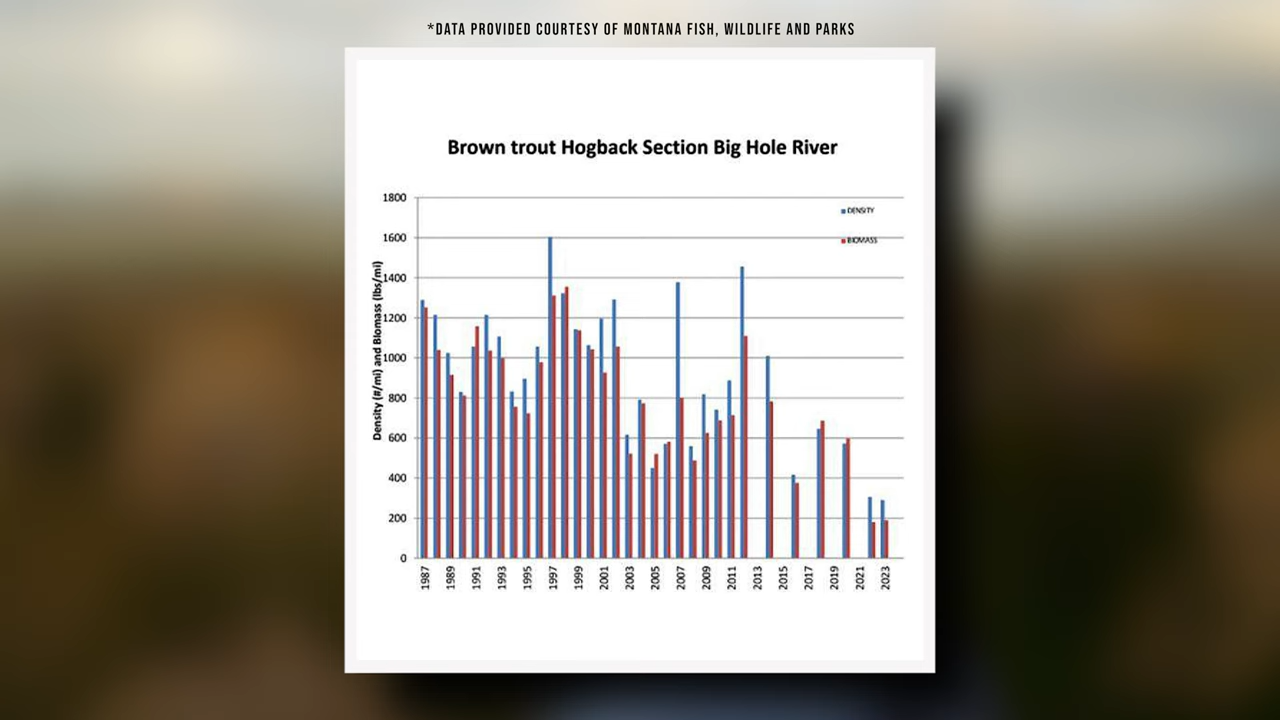 *DATA PROVIDED COURTESY OF MONTANA FISH, WILDLIFE AND PARKS
Brown trout Hogback Section Big Hole River
Density (#/mi) and Biomass (lbs/mi)
1800
1600
1400
1200
1000
800
600
400
200
0
DENSITY
BIOMASS
1987 1989 1991 1993 1995 1997 1999 2001 2003 2005 2007 2009 2011 2013 2015 2017 2019 2021 2023